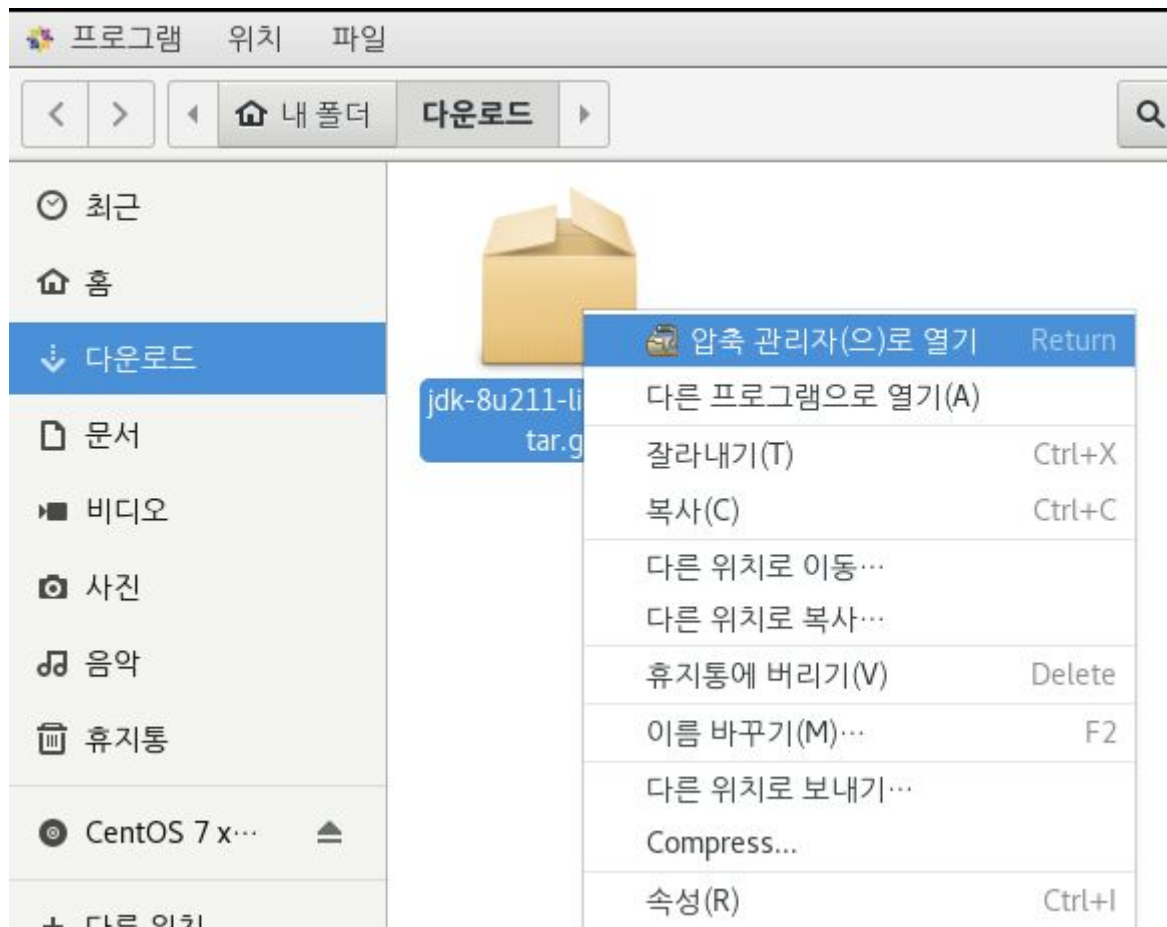 프로그램 위치 파일
내 폴더 다운로드
최근
홈
다운로드
문서
비디오
사진
음악
휴지통
CentOS 7 x…
jdk-8u211-li
tar.g
압축 관리자(으)로 열기 Return
다른 프로그램으로 열기(A)
잘라내기(T) Ctrl+X
복사(C) Ctrl+C
다른 위치로 이동…
다른 위치로 복사…
휴지통에 버리기(V) Delete
이름 바꾸기(M)… F2
다른 위치로 보내기…
Compress...
속성(R) Ctrl+I